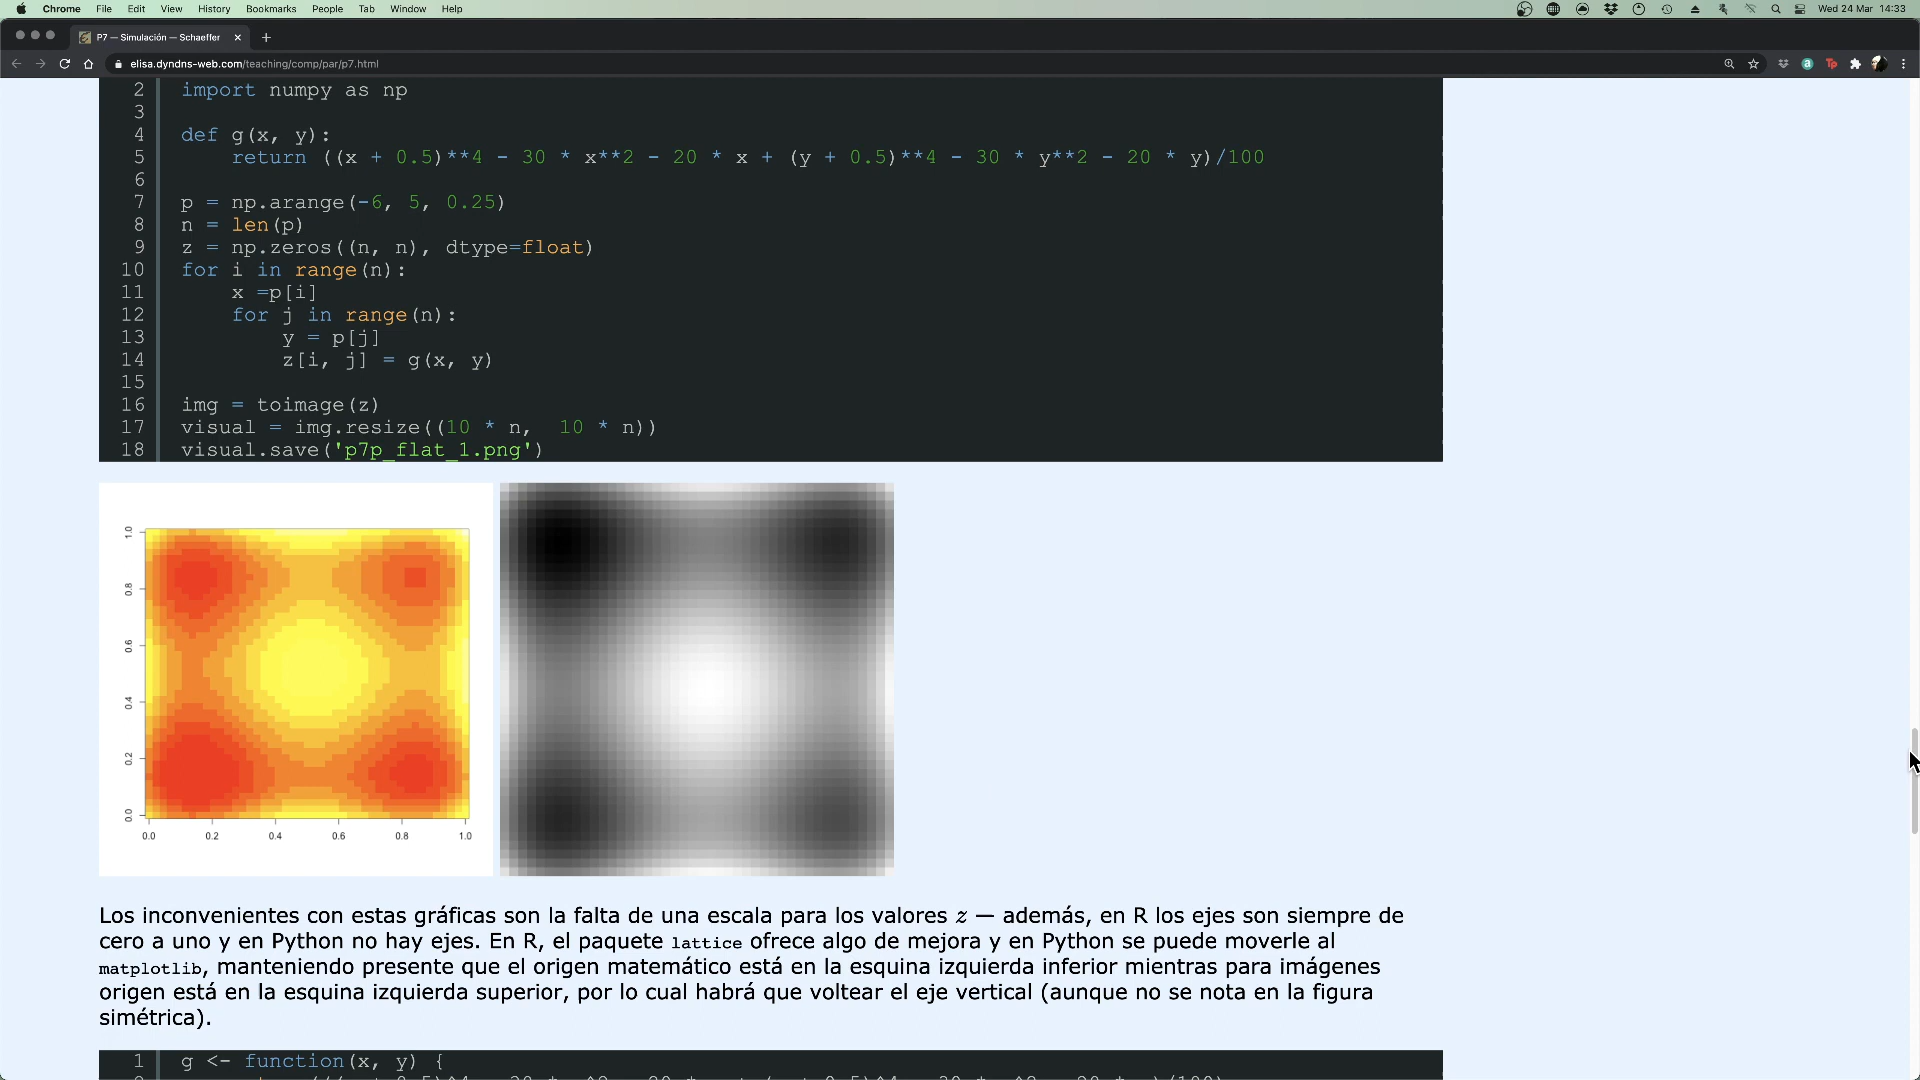 Chrome File Edit View History Bookmarks People Tab Window Help Wed 24 Mar 14:33
P7 — Simulación — Schaeffer
elisa.dyndns-web.com/teaching/comp/par/p7.html
2 import numpy as np
3
4 def g(x, y):
5 return ((x + 0.5)**4 - 30 * x**2 - 20 * x + (y + 0.5)**4 - 30 * y**2 - 20 * y)/100
6
7 p = np.arange(-6, 5, 0.25)
8 n = len(p)
9 z = np.zeros((n, n), dtype=float)
10 for i in range(n):
11 x =p[i]
12 for j in range(n):
13 y = p[j]
14 z[i, j] = g(x, y)
15
16 img = toimage(z)
17 visual = img.resize((10 * n, 10 * n))
18 visual.save('p7p_flat_1.png')
1.0
0.8
0.6
0.4
0.2
0.0
0.0 0.2 0.4 0.6 0.8 1.0
Los inconvenientes con estas gráficas son la falta de una escala para los valores z — además, en R los ejes son siempre de
cero a uno y en Python no hay ejes. En R, el paquete lattice ofrece algo de mejora y en Python se puede moverle al
matplotlib, manteniendo presente que el origen matemático está en la esquina izquierda inferior mientras para imágenes
origen está en la esquina izquierda superior, por lo cual habrá que voltear el eje vertical (aunque no se nota en la figura
simétrica).
1 g <- function(x, y) {